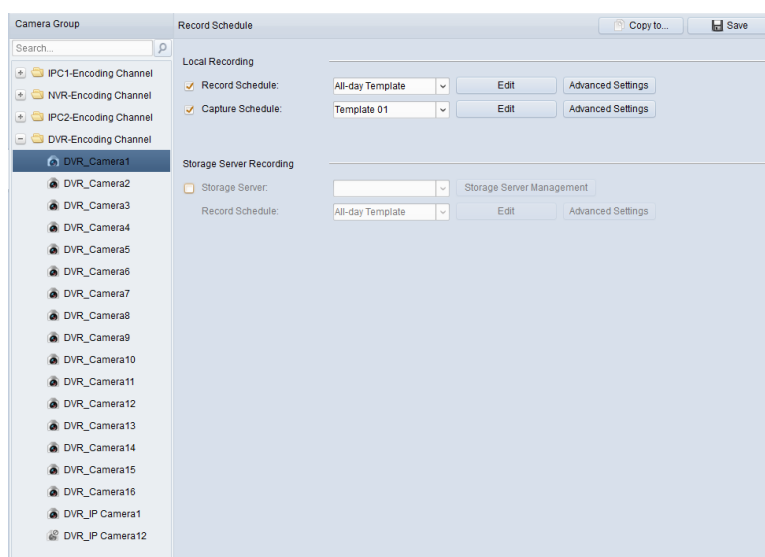 Camera Group
Search...
IPC1-Encoding Channel
NVR-Encoding Channel
IPC2-Encoding Channel
DVR-Encoding Channel
DVR_Camera1
DVR_Camera2
DVR_Camera3
DVR_Camera4
DVR_Camera5
DVR_Camera6
DVR_Camera7
DVR_Camera8
DVR_Camera9
DVR_Camera10
DVR_Camera11
DVR_Camera12
DVR_Camera13
DVR_Camera14
DVR_Camera15
DVR_Camera16
DVR_IP Camera1
DVR_IP Camera12
Record Schedule Copy to... Save
Local Recording
Record Schedule: All-day Template Edit Advanced Settings
Capture Schedule: Template 01 Edit Advanced Settings
Storage Server Recording
Storage Server: Storage Server Management
Record Schedule: All-day Template Edit Advanced Settings